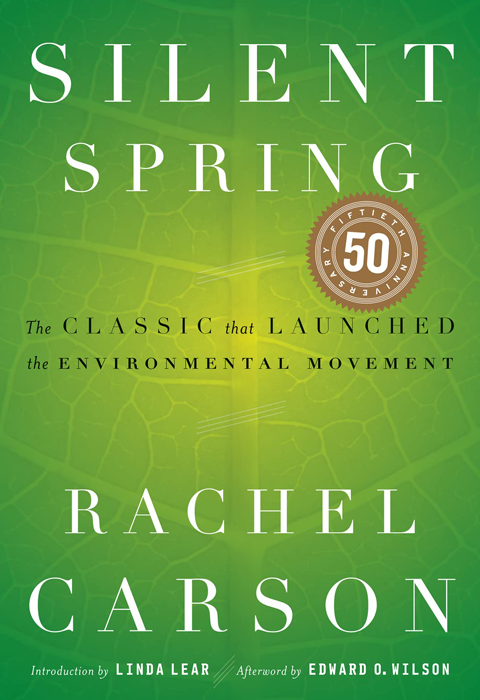 SILENT
SPRING
FIFTIETH ANNIVERSARY
50
The CLASSIC that LAUNCHED
the ENVIRONMENTAL MOVEMENT
RACHEL
CARSON
Introduction by LINDA LEAR Afterword by EDWARD O. WILSON